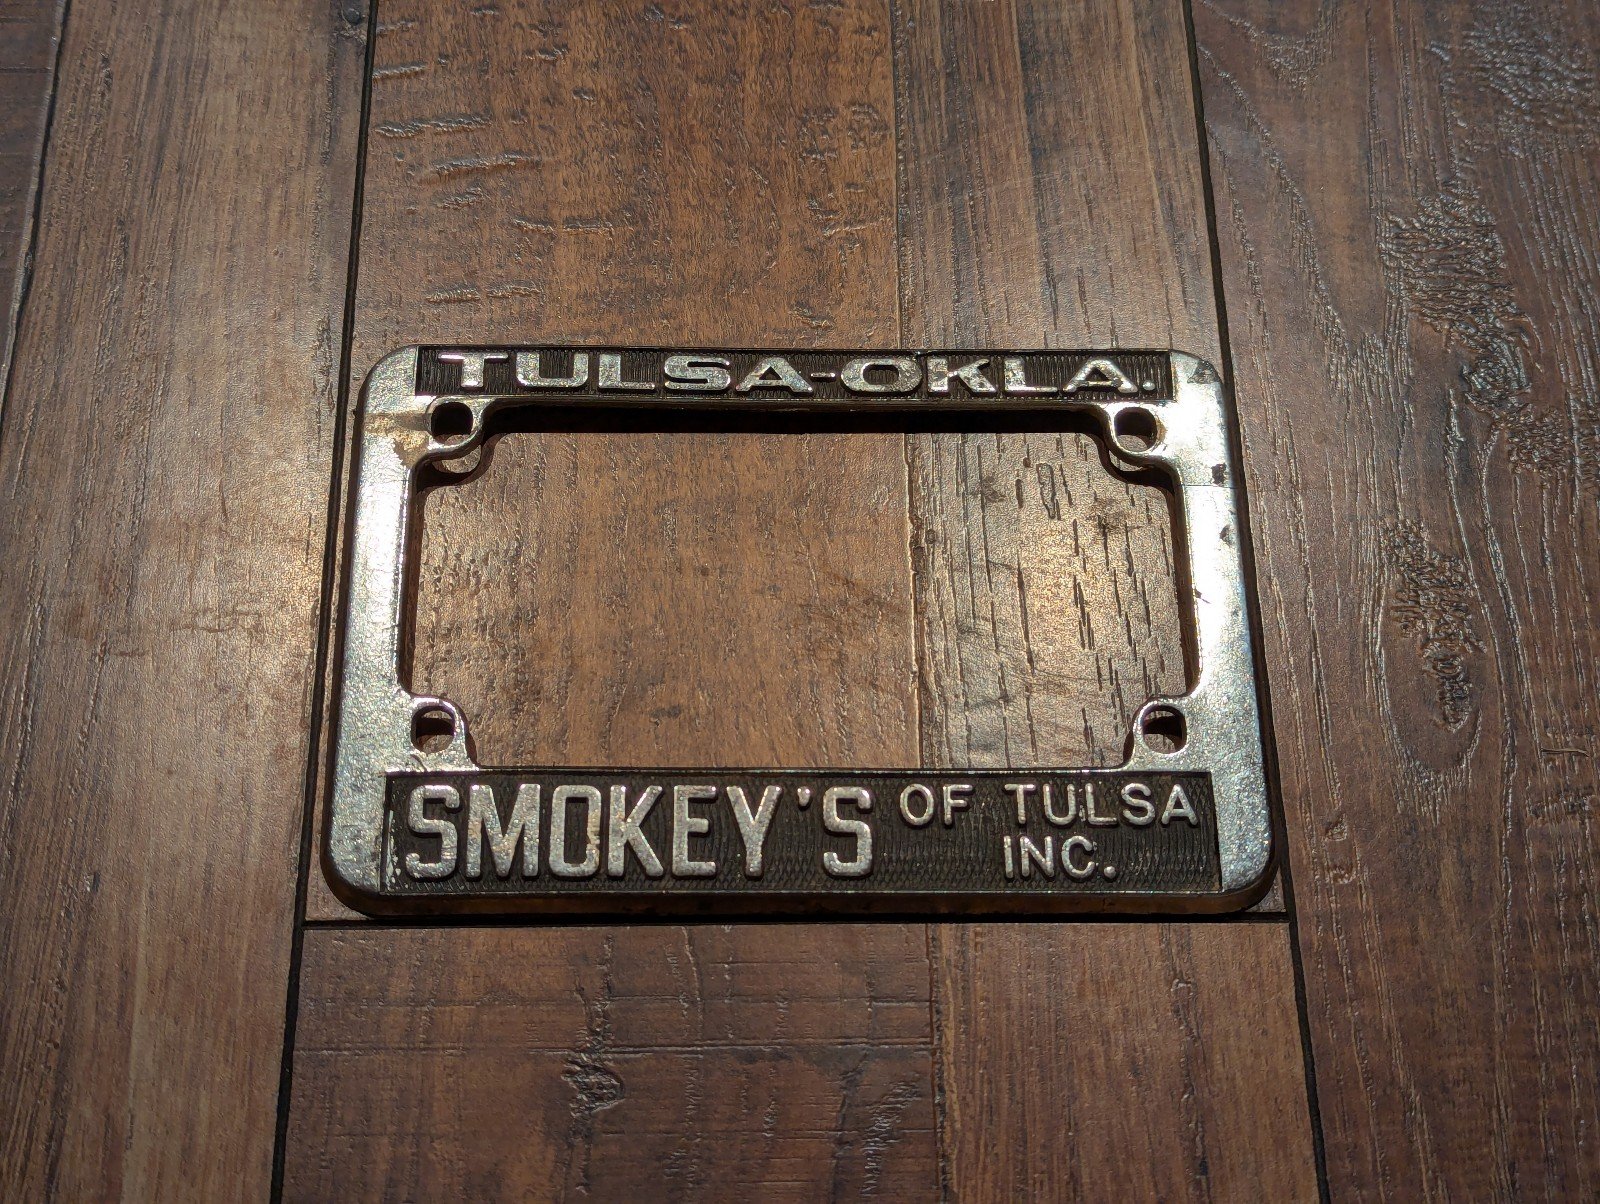 TULSA-OKLA.
SMOKEY'S OF TULSA
INC.